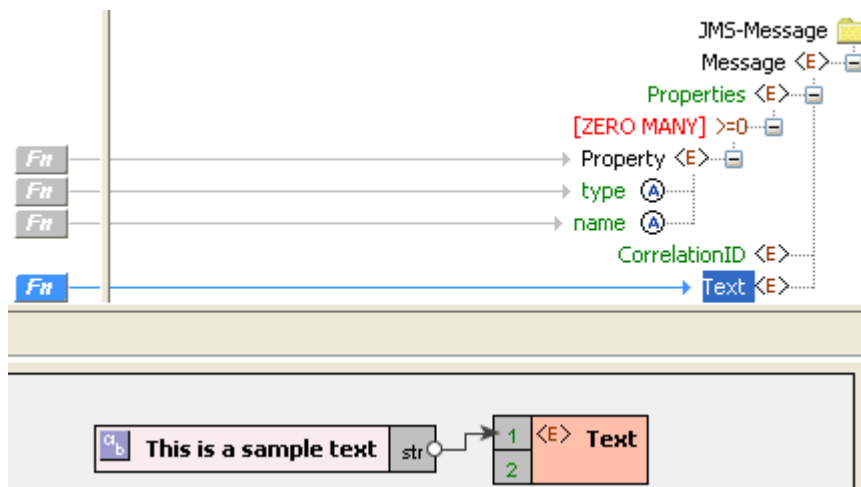 JMS-Message
Message <E>
Properties <E>
[ZERO MANY] >=0
Fn Property <E>
Fn type A
Fn name A
CorrelationID <E>
Fn Text <E>
ab This is a sample text str 1 <E> Text
2